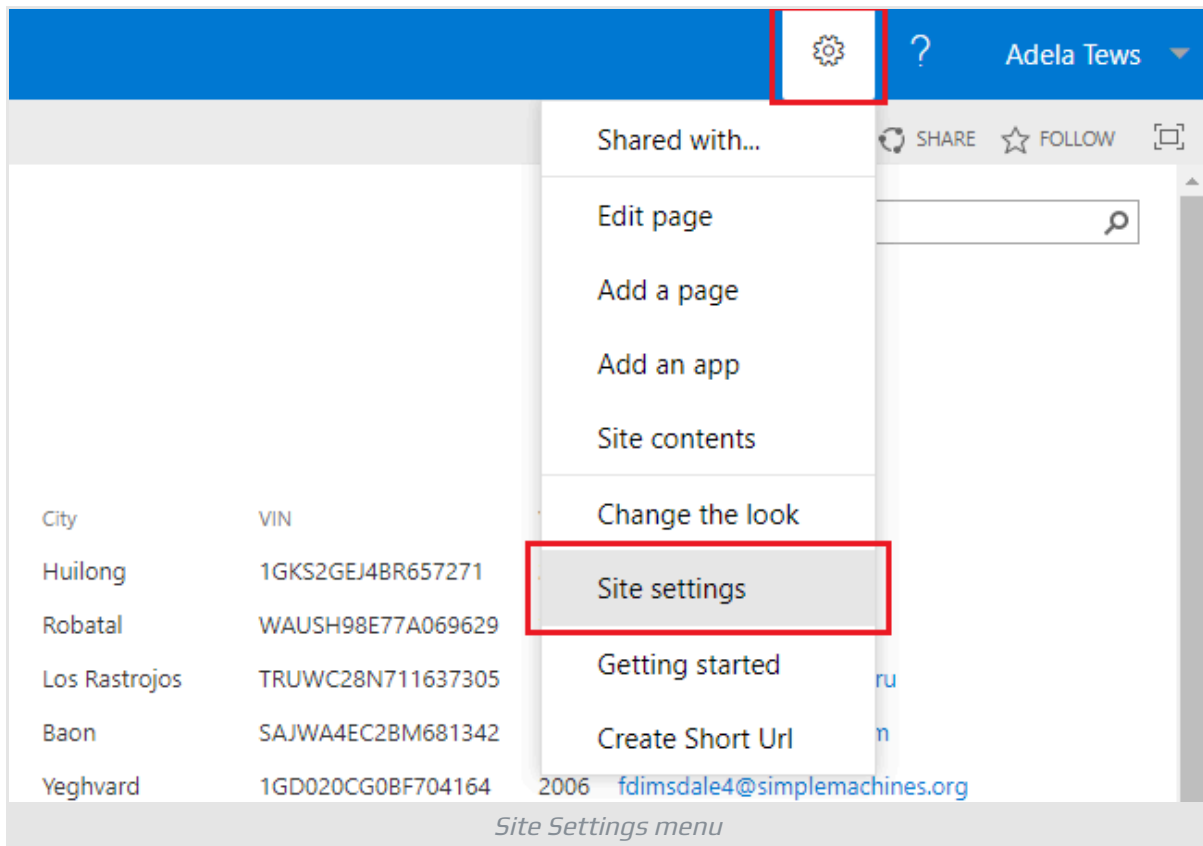 ?
Adela Tews
Shared with...
SHARE
FOLLOW
Edit page
Add a page
Add an app
Site contents
Change the look
Site settings
Getting started
Create Short Url
City VIN
Huilong 1GKS2GEJ4BR657271
Robatal WAUSH98E77A069629
Los Rastrojos TRUWC28N711637305 ru
Baon SAJWA4EC2BM681342 m
Yeghvard 1GD020CG0BF704164 2006 fdimsdale4@simplemachines.org
Site Settings menu